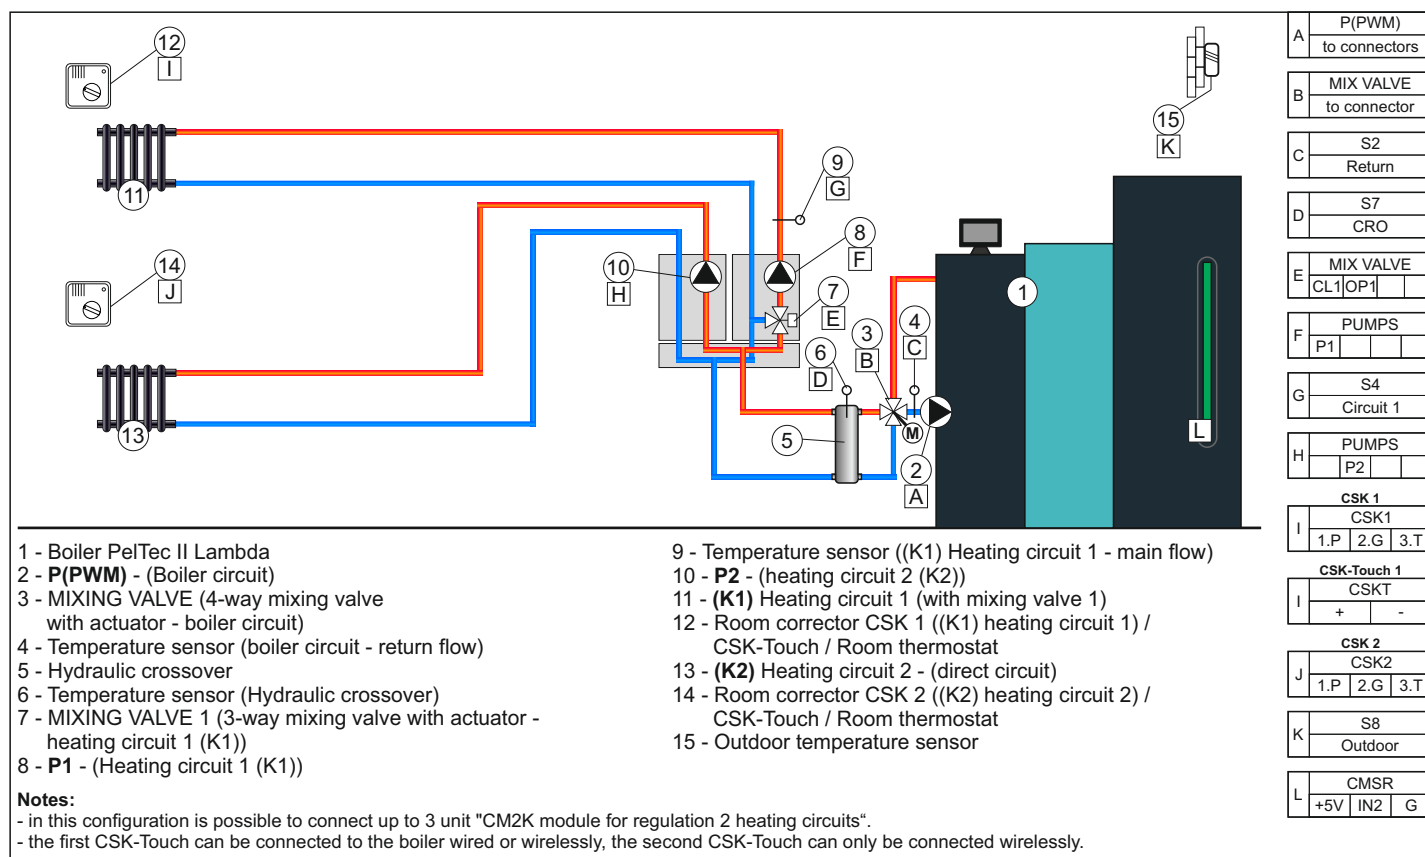 12
I
11
14
J
13
9
G
8
F
10
H
7
E
6
D
3
B
4
C
5
M
2
A
1
15
K
L
1 - Boiler PelTec II Lambda
2 - P(PWM) - (Boiler circuit)
3 - MIXING VALVE (4-way mixing valve
with actuator - boiler circuit)
4 - Temperature sensor (boiler circuit - return flow)
5 - Hydraulic crossover
6 - Temperature sensor (Hydraulic crossover)
7 - MIXING VALVE 1 (3-way mixing valve with actuator -
heating circuit 1 (K1))
8 - P1 - (Heating circuit 1 (K1))
9 - Temperature sensor ((K1) Heating circuit 1 - main flow)
10 - P2 - (heating circuit 2 (K2))
11 - (K1) Heating circuit 1 (with mixing valve 1)
12 - Room corrector CSK 1 ((K1) heating circuit 1) /
CSK-Touch / Room thermostat
13 - (K2) Heating circuit 2 - (direct circuit)
14 - Room corrector CSK 2 ((K2) heating circuit 2) /
CSK-Touch / Room thermostat
15 - Outdoor temperature sensor
Notes:
- in this configuration is possible to connect up to 3 unit "CM2K module for regulation 2 heating circuits“.
- the first CSK-Touch can be connected to the boiler wired or wirelessly, the second CSK-Touch can only be connected wirelessly.
A P(PWM)
to connectors
B MIX VALVE
to connector
C S2
Return
D S7
CRO
E MIX VALVE
CL1 OP1
F PUMPS
P1
G S4
Circuit 1
H PUMPS
P2
CSK 1
I CSK1
1.P 2.G 3.T
CSK-Touch 1
I CSKT
+ -
CSK 2
J CSK2
1.P 2.G 3.T
K S8
Outdoor
L CMSR
+5V IN2 G